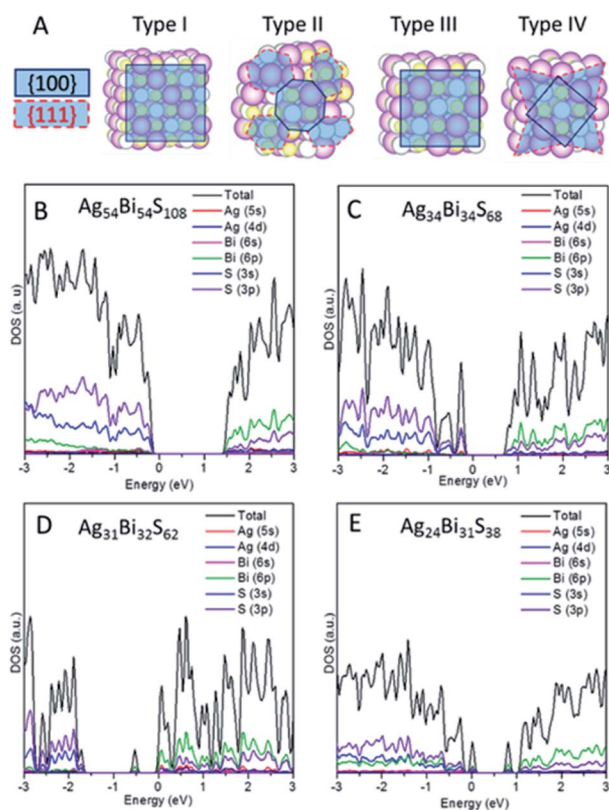 A
Type I Type II Type III Type IV
{100}
{111}
B Ag54Bi54S108
Total
Ag (5s)
Ag (4d)
Bi (6s)
Bi (6p)
S (3s)
S (3p)
DOS (a. u)
-3 -2 -1 0 1 2 3
Energy (eV)
C Ag34Bi34S68
Total
Ag (5s)
Ag (4d)
Bi (6s)
Bi (6p)
S (3s)
S (3p)
DOS (a.u.)
-3 -2 -1 0 1 2 3
Energy (eV)
D Ag31Bi32S62
Total
Ag (5s)
Ag (4d)
Bi (6s)
Bi (6p)
S (3s)
S (3p)
DOS (a.u.)
-3 -2 -1 0 1 2 3
Energy (eV)
E Ag24Bi31S38
Total
Ag (5s)
Ag (4d)
Bi (6s)
Bi (6p)
S (3s)
S (3p)
DOS (a.u.)
-3 -2 -1 0 1 2 3
Energy (eV)